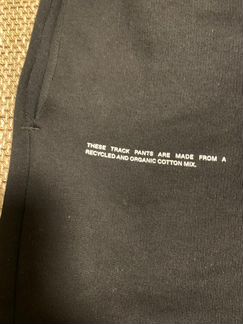 THESE TRACK PANTS ARE MADE FROM A
RECYCLED AND ORGANIC COTTON MIX.